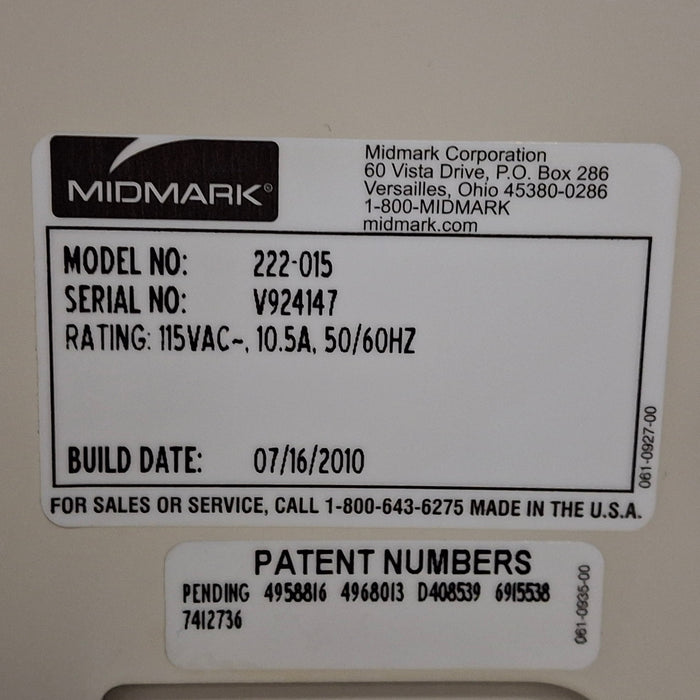 MIDMARK®
Midmark Corporation
60 Vista Drive, P.O. Box 286
Versailles, Ohio 45380-0286
1-800-MIDMARK
midmark.com
MODEL NO: 222-015
SERIAL NO: V924147
RATING: 115VAC~, 10.5A, 50/60HZ
BUILD DATE: 07/16/2010
061-0927-00
FOR SALES OR SERVICE, CALL 1-800-643-6275 MADE IN THE U.S.A.
PATENT NUMBERS
PENDING 4958816 4968013 D408539 6915538
7412736
061-0935-00